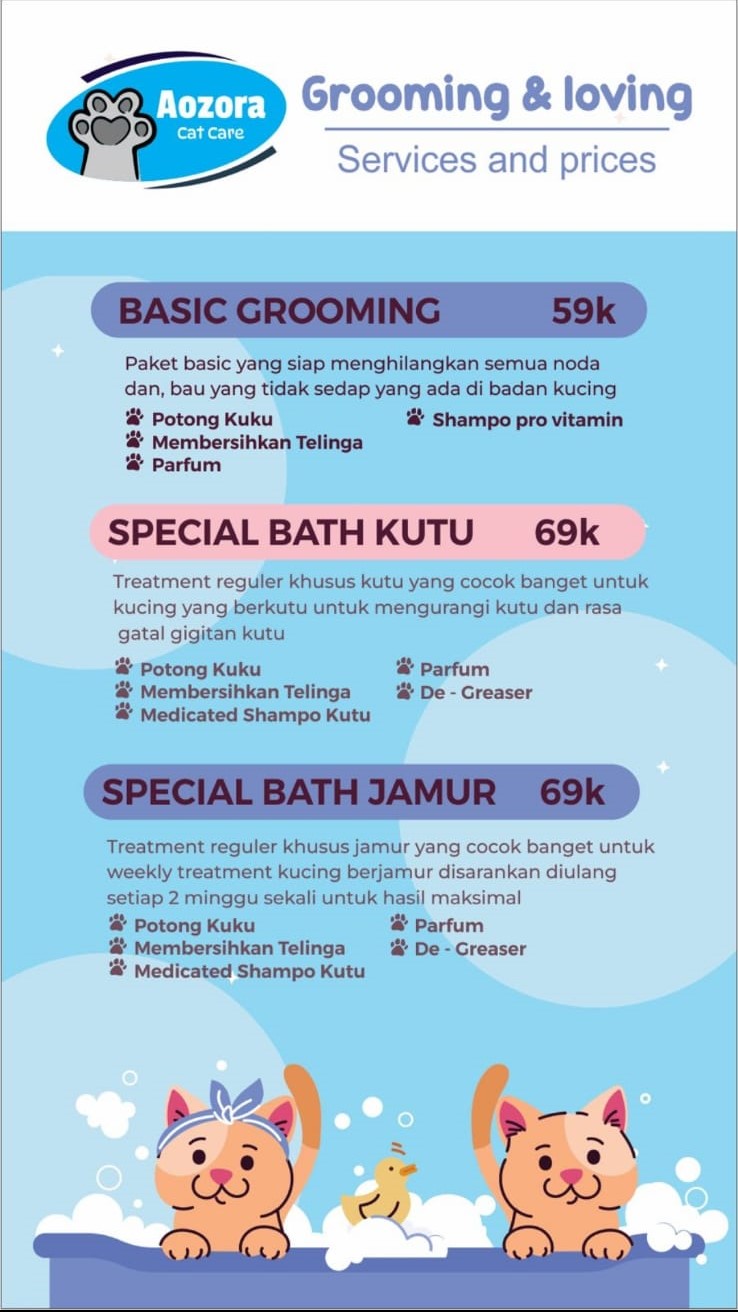 Aozora
Cat Care
Grooming & loving
Services and prices
BASIC GROOMING 59k
Paket basic yang siap menghilangkan semua noda
dan, bau yang tidak sedap yang ada di badan kucing
Potong Kuku Shampo pro vitamin
Membersihkan Telinga
Parfum
SPECIAL BATH KUTU 69k
Treatment reguler khusus kutu yang cocok banget untuk
kucing yang berkutu untuk mengurangi kutu dan rasa
gatal gigitan kutu
Potong Kuku Parfum
Membersihkan Telinga De - Greaser
Medicated Shampo Kutu
SPECIAL BATH JAMUR 69k
Treatment reguler khusus jamur yang cocok banget untuk
weekly treatment kucing berjamur disarankan diulang
setiap 2 minggu sekali untuk hasil maksimal
Potong Kuku Parfum
Membersihkan Telinga De - Greaser
Medicated Shampo Kutu